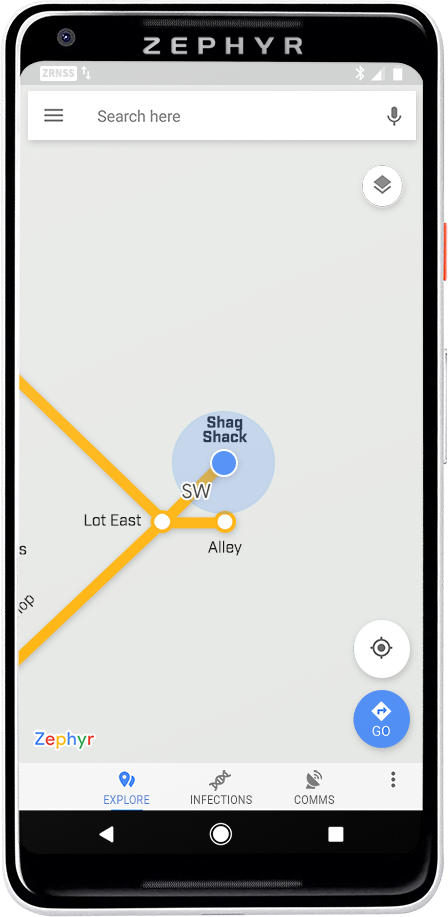 ZEPHYR
ZRNSS
Search here
Shag
Shack
SW
Lot East
Alley
s
op
Zephyr
GO
EXPLORE
INFECTIONS
COMMS